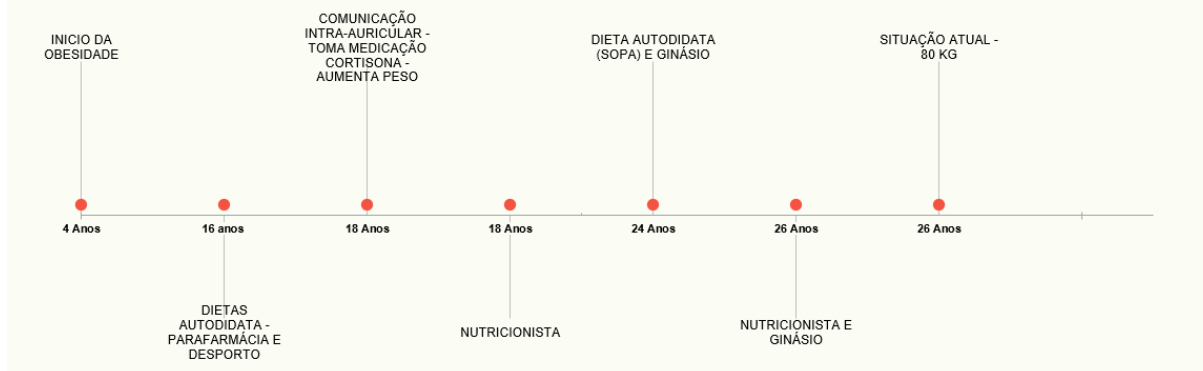 INICIO DA
OBESIDADE
COMUNICAÇÃO
INTRA-AURICULAR -
TOMA MEDICAÇÃO
CORTISONA -
AUMENTA PESO
DIETA AUTODIDATA
(SOPA) E GINÁSIO
SITUAÇÃO ATUAL -
80 KG
4 Anos
16 anos
18 Anos
18 Anos
24 Anos
26 Anos
26 Anos
DIETAS
AUTODIDATA -
PARAFARMÁCIA E
DESPORTO
NUTRICIONISTA
NUTRICIONISTA E
GINÁSIO